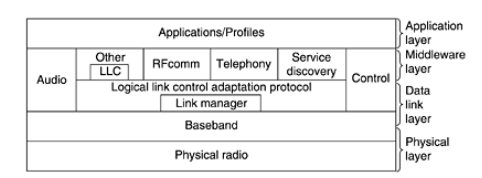 Applications/Profiles
Application
layer
Audio
Other
LLC
RFcomm
Telephony
Service
discovery
Control
Middleware
layer
Logical link control adaptation protocol
Link manager
Data
link
layer
Baseband
Physical radio
Physical
layer